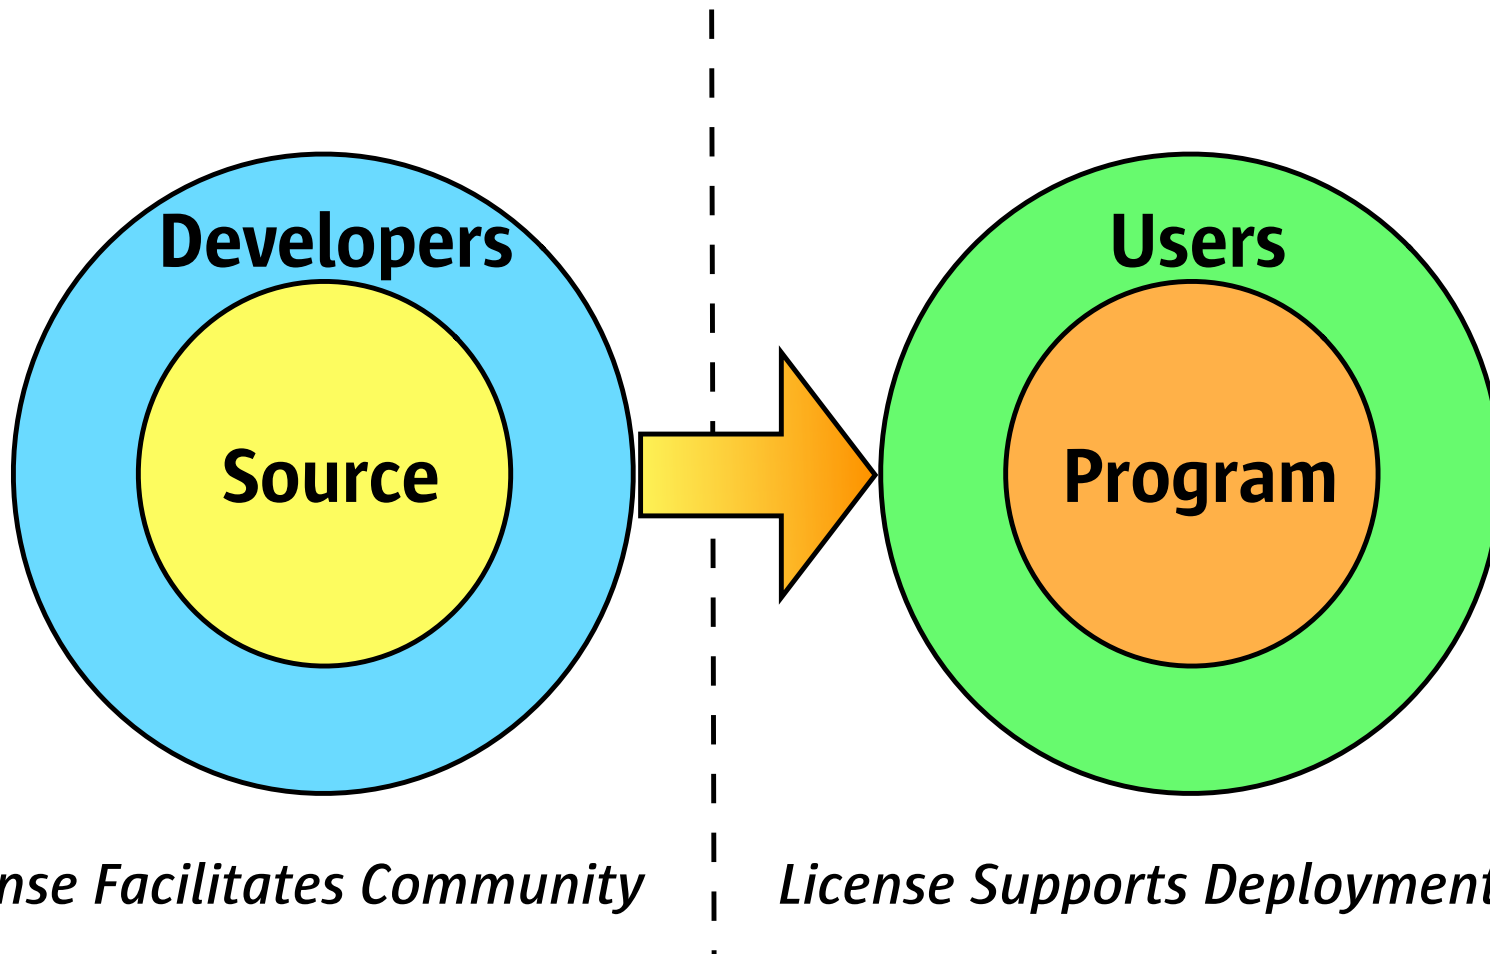 Developers
Source
nse Facilitates Community
Users
Program
License Supports Deployment